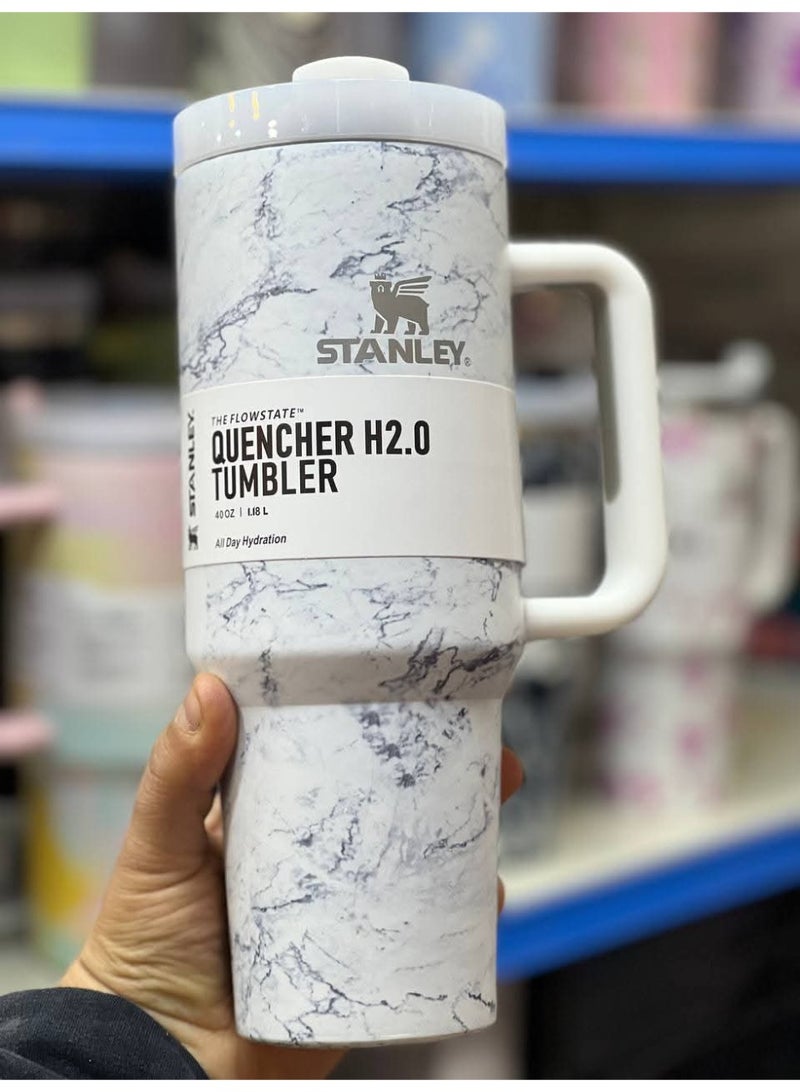 STANLEY®
STANLEY
THE FLOWSTATE™
QUENCHER H2.0
TUMBLER
40 OZ | 1.18 L
All Day Hydration